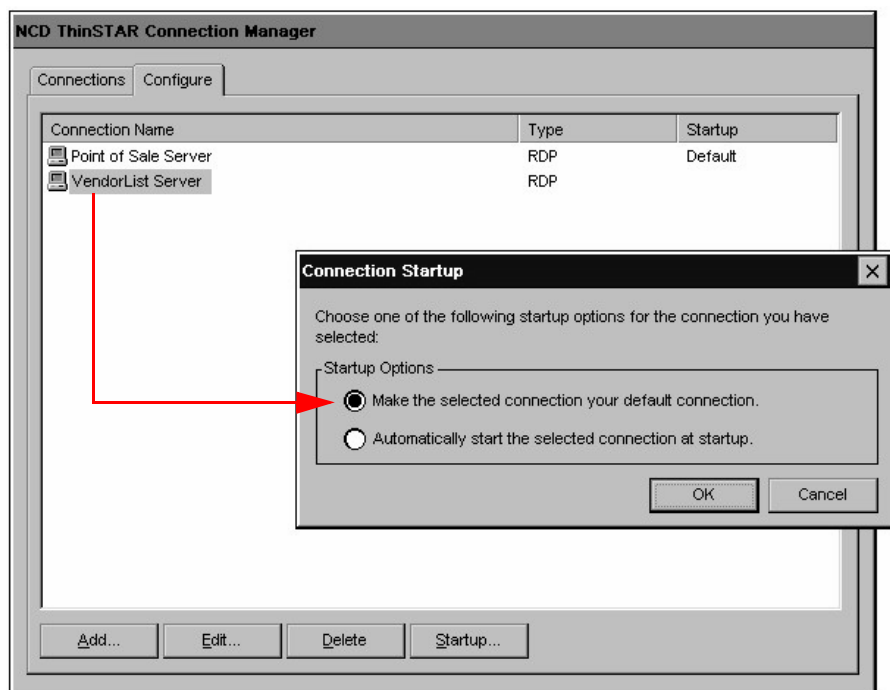 NCD ThinSTAR Connection Manager
Connections Configure
Connection Name Type Startup
Point of Sale Server RDP Default
VendorList Server RDP
Connection Startup
Choose one of the following startup options for the connection you have
selected:
Startup Options
Make the selected connection your default connection.
Automatically start the selected connection at startup.
OK Cancel
Add... Edit... Delete Startup...